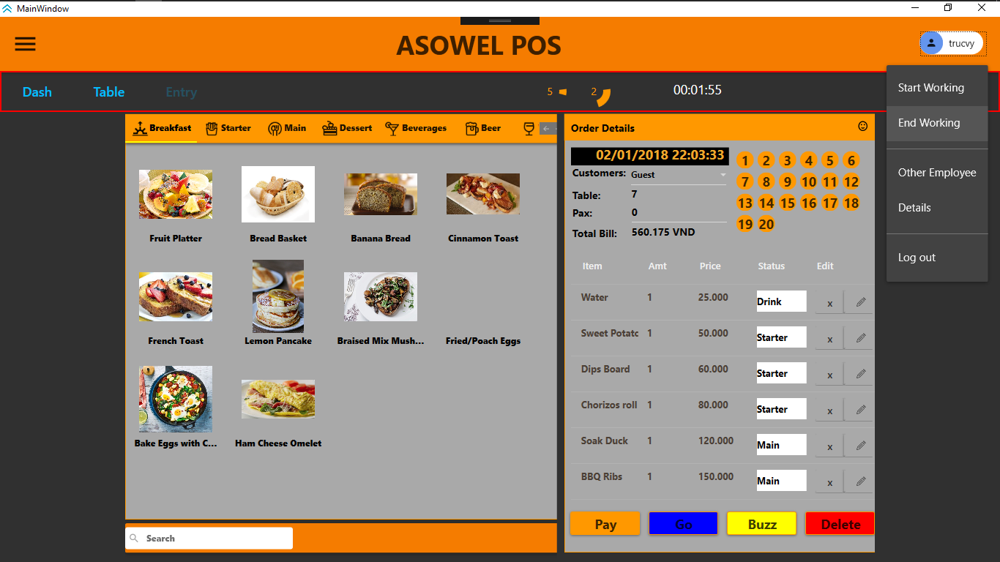 MainWindow
ASOWEL POS
trucvy
Dash Table Entry 5 2 00:01:55
Start Working
End Working
Other Employee
Details
Log out
Breakfast Starter Main Dessert Beverages Beer
Fruit Platter Bread Basket Banana Bread Cinnamon Toast
French Toast Lemon Pancake Braised Mix Mush... Fried/Poach Eggs
Bake Eggs with C... Ham Cheese Omelet
Search
Order Details
02/01/2018 22:03:33
Customers: Guest
Table: 7
Pax: 0
Total Bill: 560.175 VND
1 2 3 4 5 6
7 8 9 10 11 12
13 14 15 16 17 18
19 20
Item Amt Price Status Edit
Water 1 25.000 Drink x
Sweet Potatc 1 50.000 Starter x
Dips Board 1 60.000 Starter x
Chorizos roll 1 80.000 Starter x
Soak Duck 1 120.000 Main x
BBQ Ribs 1 150.000 Main x
Pay Go Buzz Delete